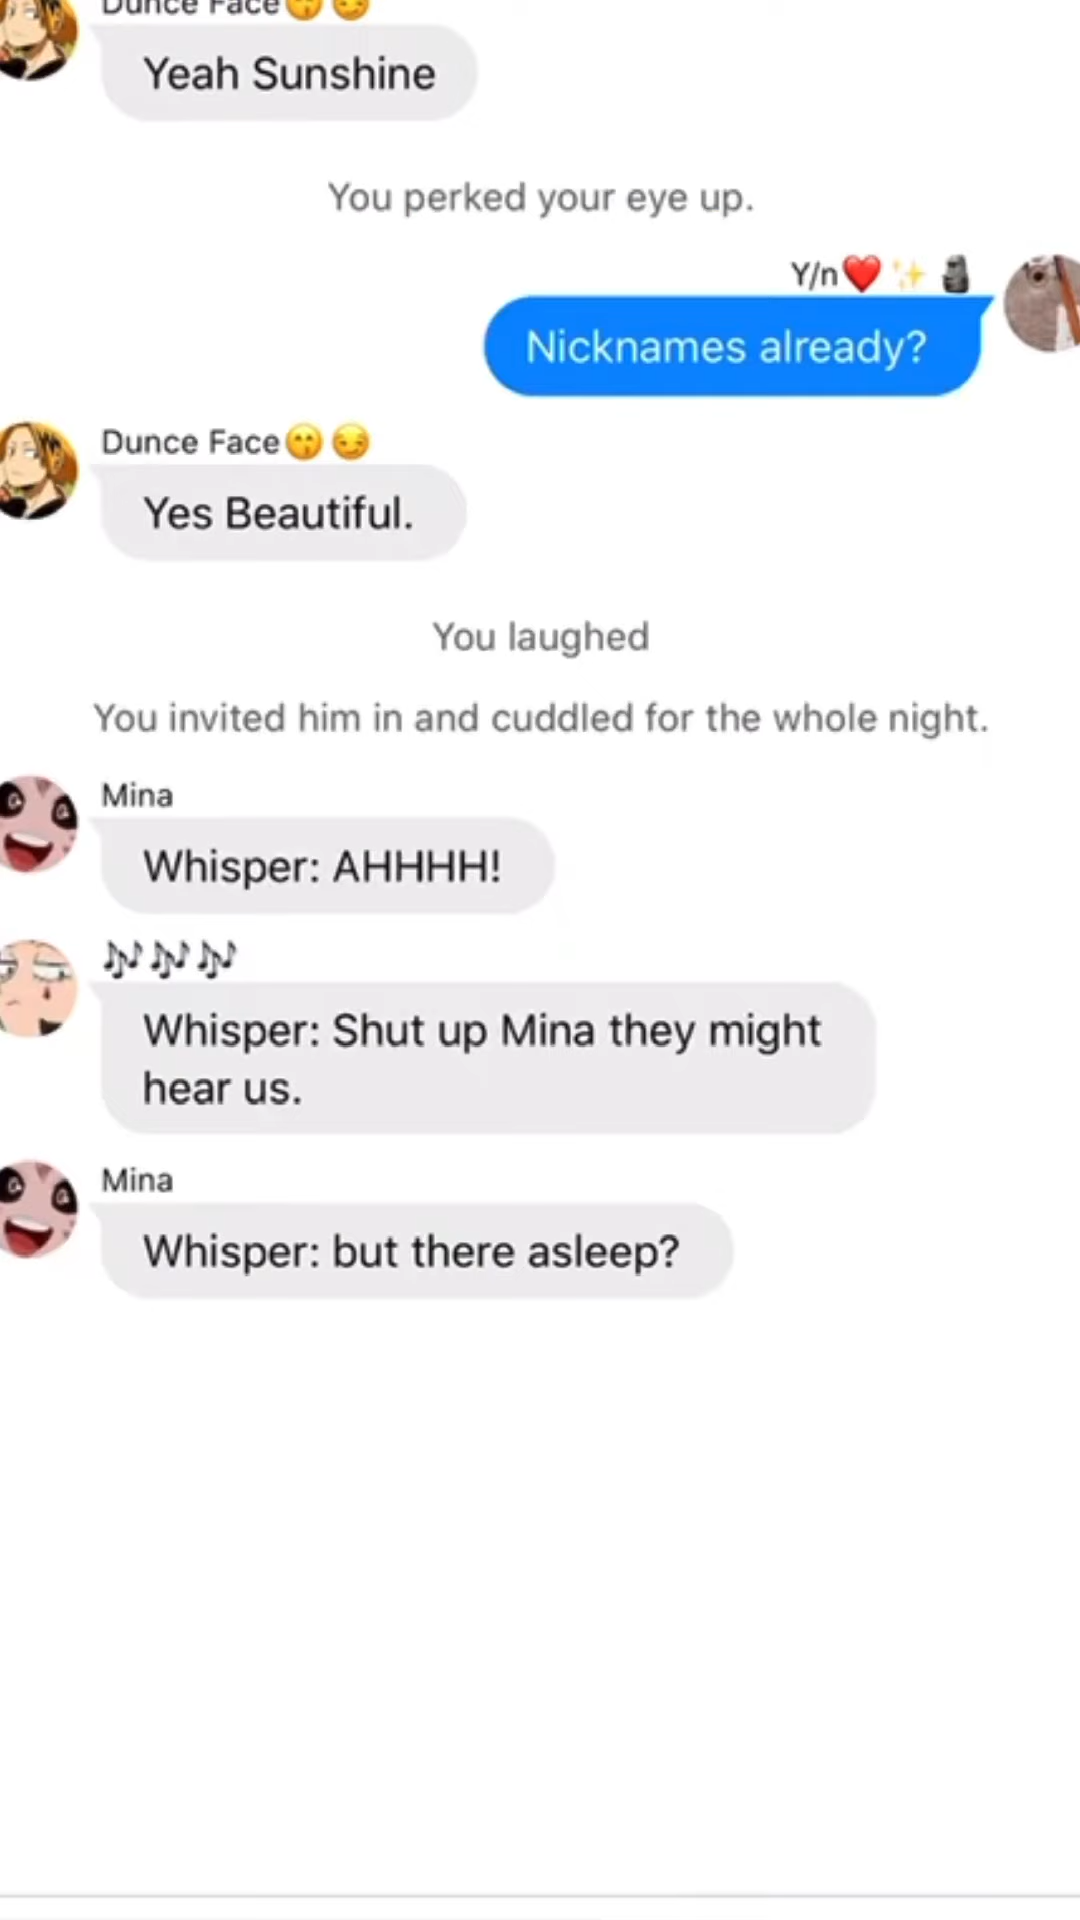 Dunce Face😙😏
Yeah Sunshine
You perked your eye up.
Y/n❤️✨🗿
Nicknames already?
Dunce Face😙😏
Yes Beautiful.
You laughed
You invited him in and cuddled for the whole night.
Mina
Whisper: AHHHH!
🎶🎶🎶
Whisper: Shut up Mina they might
hear us.
Mina
Whisper: but there asleep?